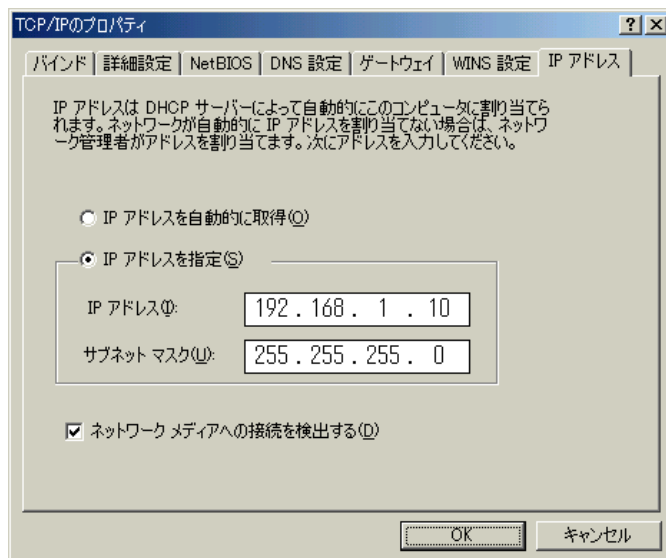 TCP/IPのプロパティ
バインド
詳細設定
NetBIOS
DNS 設定
ゲートウェイ
WINS 設定
IP アドレス
IP アドレスは DHCP サーバーによって自動的にこのコンピュータに割り当てら
れます。ネットワークが自動的に IP アドレスを割り当てない場合は、ネットワ
ーク管理者がアドレスを割り当てます。次にアドレスを入力してください。
IP アドレスを自動的に取得(O)
IP アドレスを指定(S)
IP アドレス(I): 192.168.1.10
サブネット マスク(U): 255.255.255.0
ネットワーク メディアへの接続を検出する(D)
OK
キャンセル